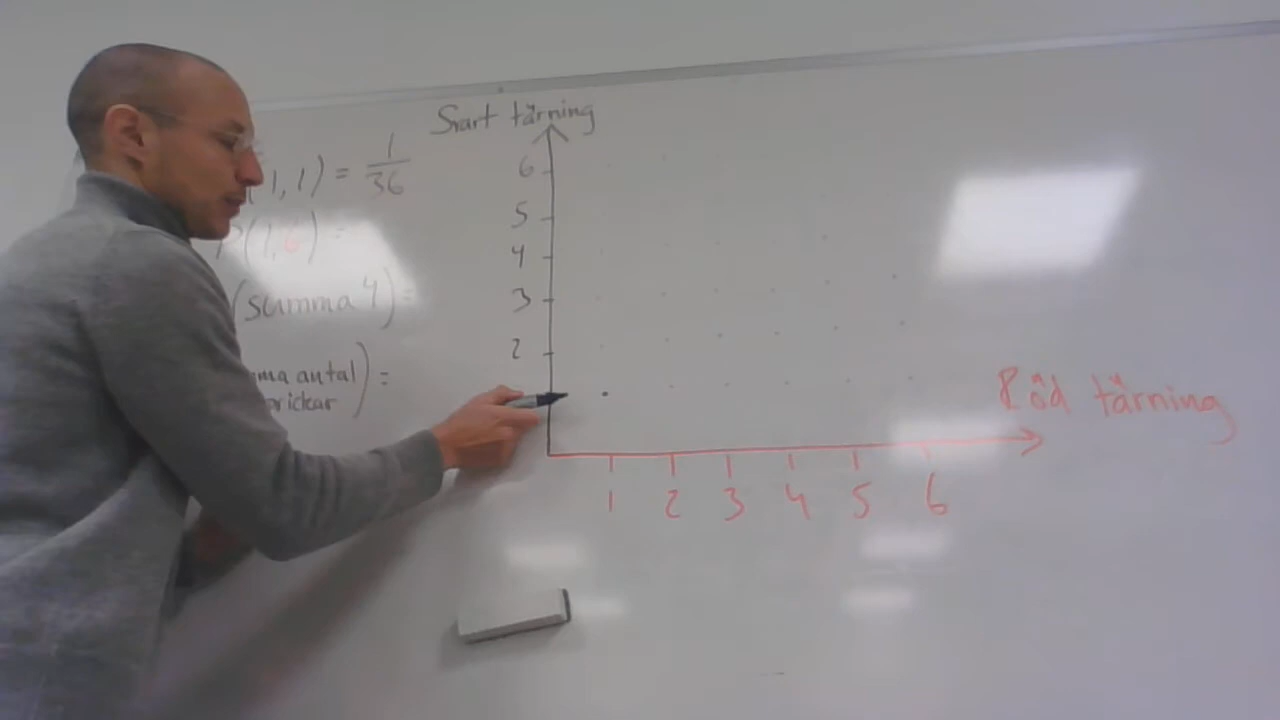 Svart tärning
6
5
4
3
2
1,1) = 1/36
P(1,6) =
(summa 4) =
ma antal) =
prickar
Röd tärning
1 2 3 4 5 6